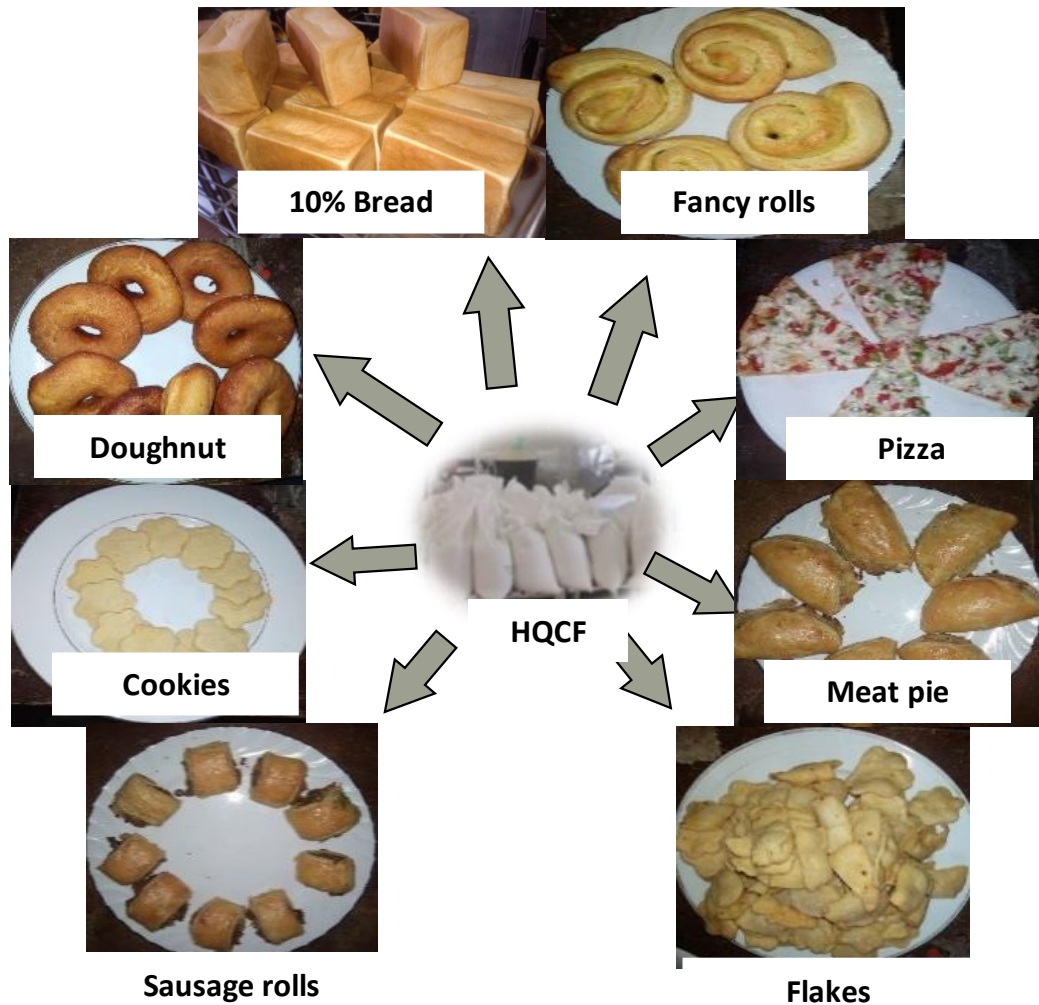 10% Bread
Fancy rolls
Doughnut
Pizza
HQCF
Cookies
Meat pie
Sausage rolls
Flakes